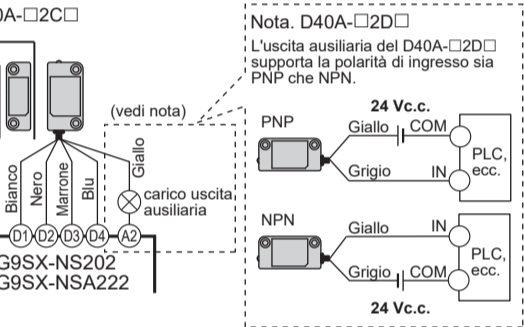 0A-□2C□
(vedi nota)
Bianco
Nero
Marrone
Blu
Giallo
carico uscita
ausiliaria
D1 D2 D3 D4 A2
G9SX-NS202
G9SX-NSA222
Nota. D40A-□2D□
L'uscita ausiliaria del D40A-□2D□
supporta la polarità di ingresso sia
PNP che NPN.
24 Vc.c.
PNP
Giallo
COM
Grigio
IN
PLC,
ecc.
NPN
Giallo
IN
Grigio
COM
PLC,
ecc.
24 Vc.c.